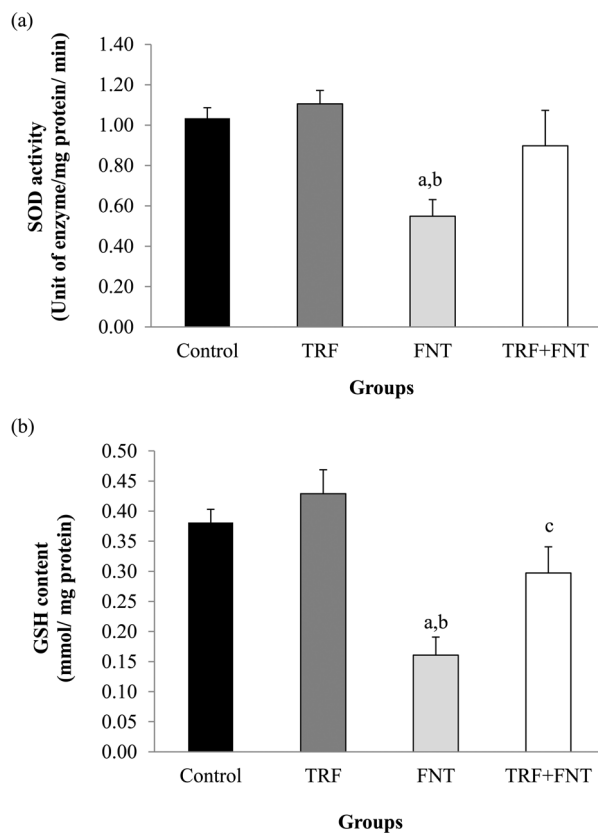 (a)
SOD activity
(Unit of enzyme/mg protein/ min)
1.40
1.20
1.00
0.80
0.60
0.40
0.20
0.00
a,b
Control TRF FNT TRF+FNT
Groups
(b)
GSH content
(mmol/ mg protein)
0.50
0.45
0.40
0.35
0.30
0.25
0.20
0.15
0.10
0.05
0.00
a,b
c
Control TRF FNT TRF+FNT
Groups